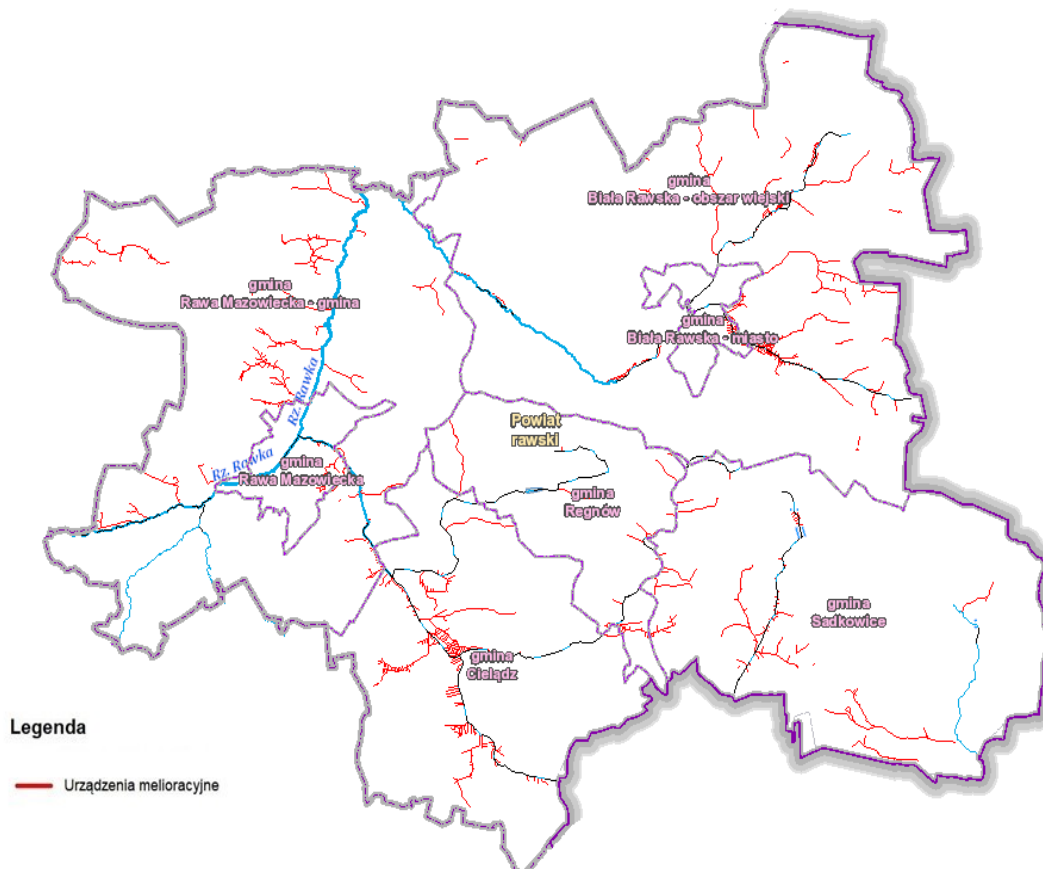 gmina
Biała Rawska - obszar wiejski
gmina
Rawa Mazowiecka - gmina
gmina
Biała Rawska - miasto
Rz. Rawka
Powiat
rawski
Rz. Rawka
gmina
Rawa Mazowiecka
gmina
Regnów
gmina
Sadkowice
gmina
Cielądz
Legenda
Urządzenia melioracyjne